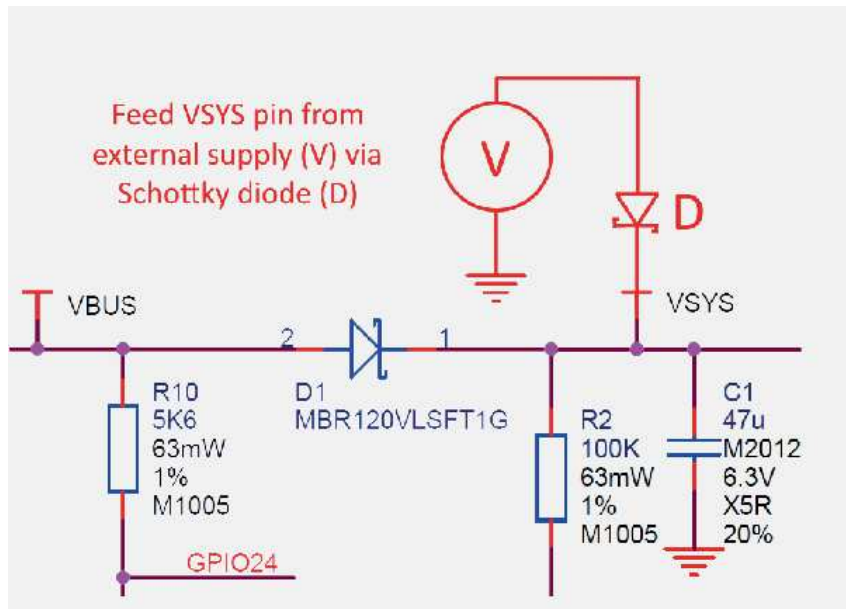 Feed VSYS pin from
external supply (V) via
Schottky diode (D)
V
D
VBUS
VSYS
2
1
R10
5K6
63mW
1%
M1005
D1
MBR120VLSFT1G
R2
100K
63mW
1%
M1005
C1
47u
M2012
6.3V
X5R
20%
GPIO24